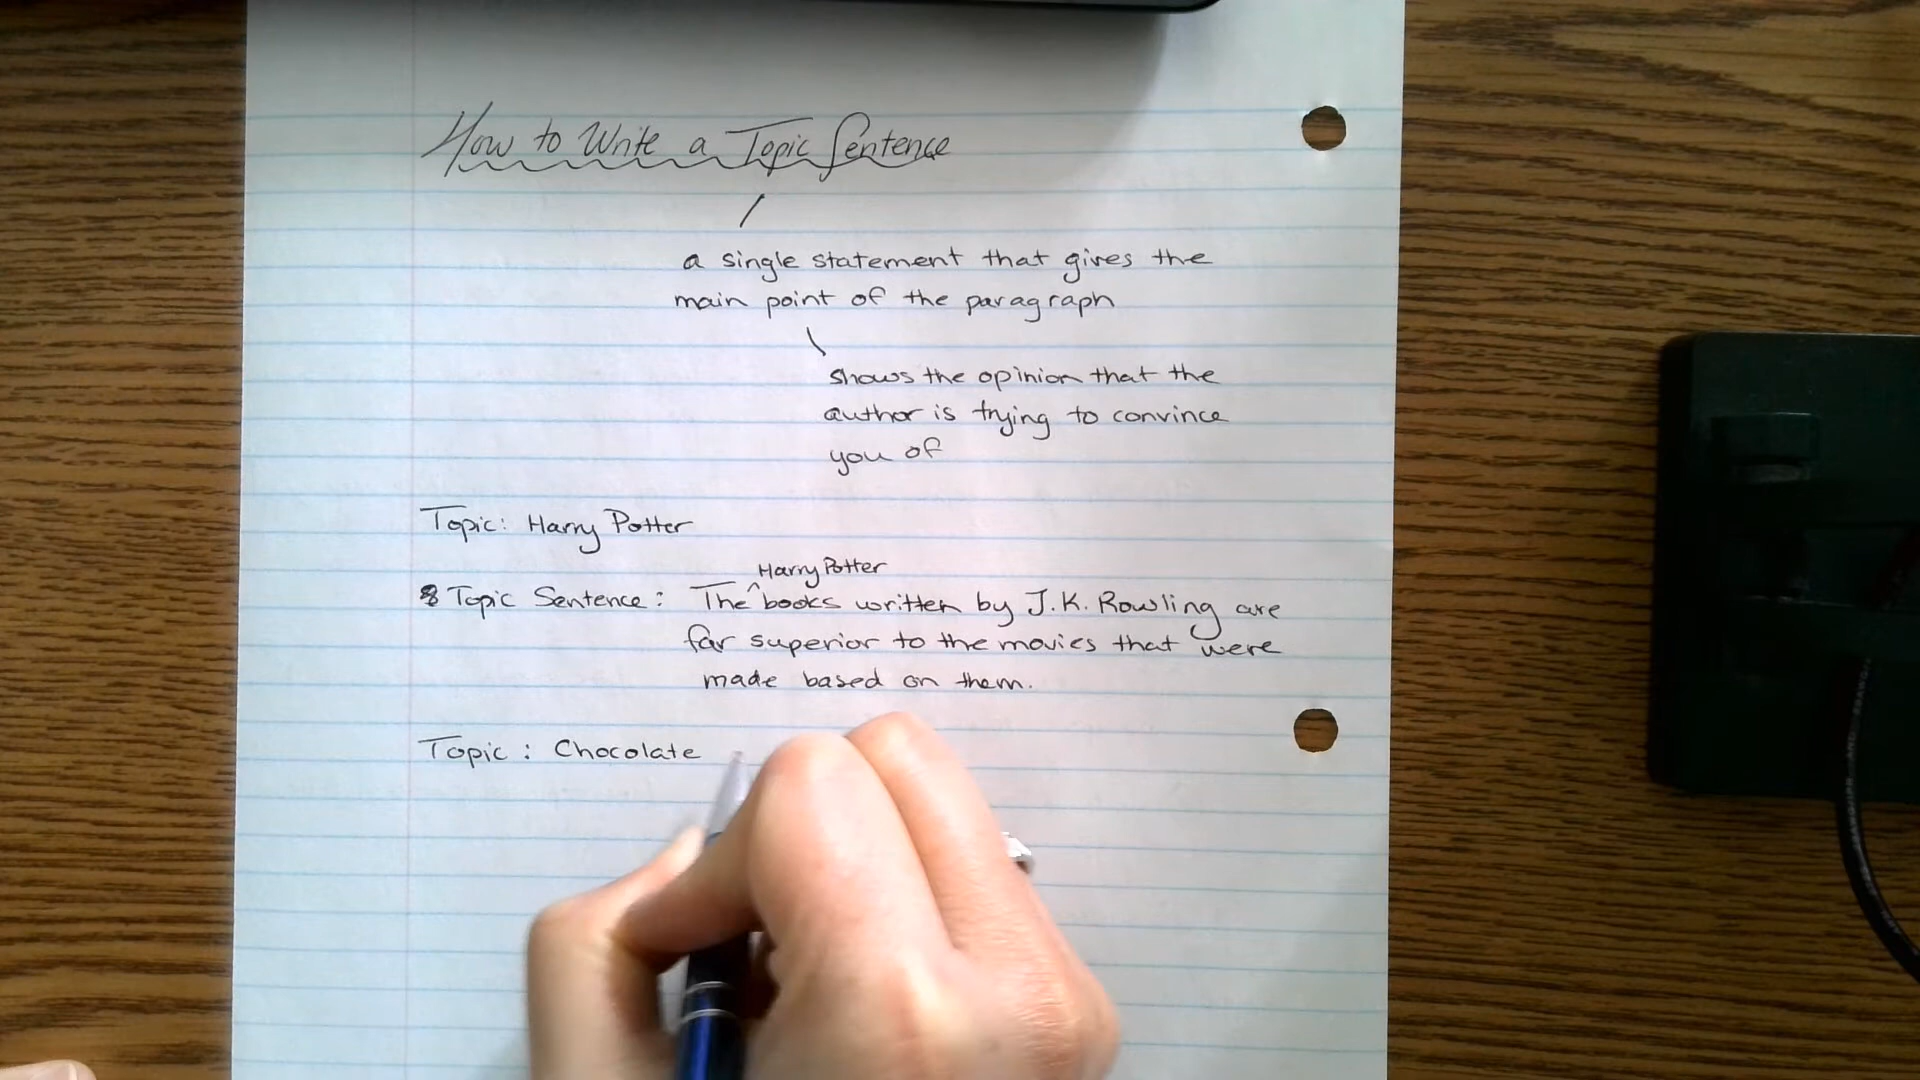 How to Write a Topic Sentence
a single statement that gives the
main point of the paragraph
shows the opinion that the
author is trying to convince
you of
Topic: Harry Potter
Harry Potter
Topic Sentence: The ^ books written by J.K. Rowling are
far superior to the movies that were
made based on them.
Topic: Chocolate